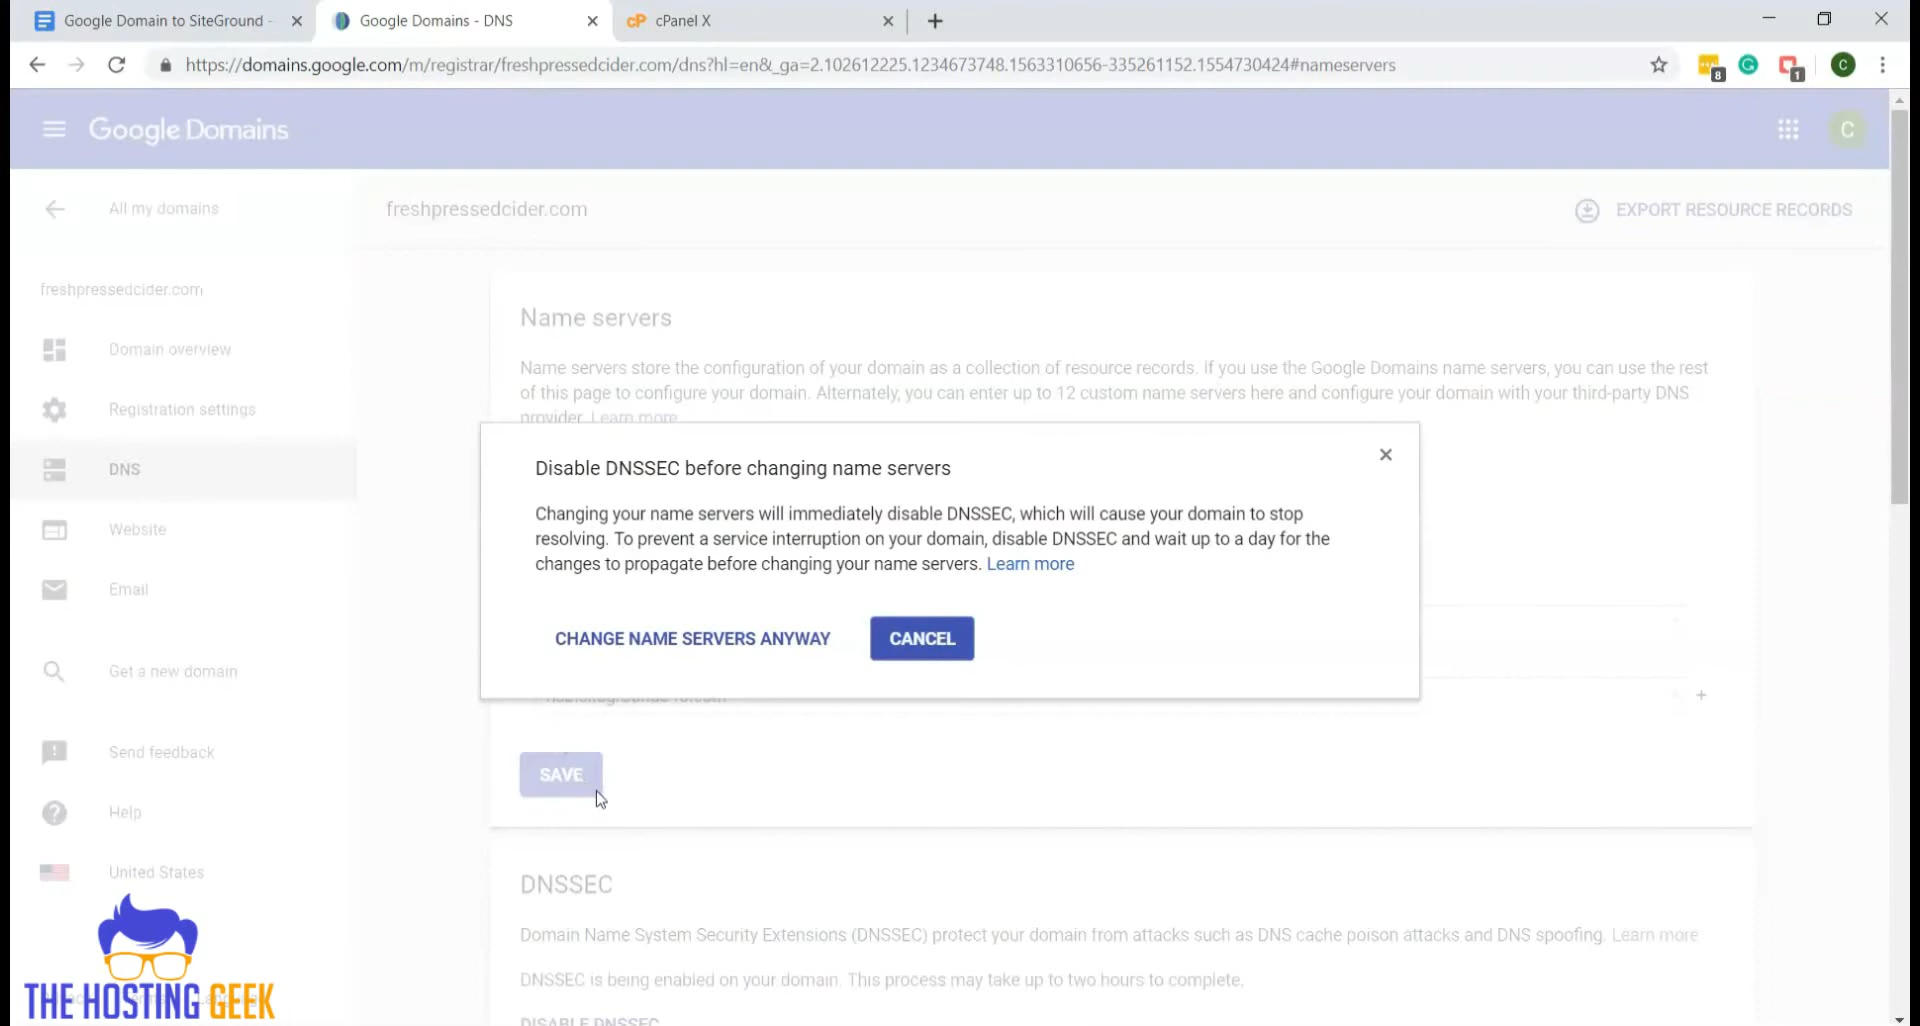 Google Domain to SiteGround -
Google Domains - DNS
cPanel X
https://domains.google.com/m/registrar/freshpressedcider.com/dns?hl=en&_ga=2.102612225.1234673748.1563310656-335261152.1554730424#nameservers
8
1
C
Google Domains
C
All my domains
freshpressedcider.com
EXPORT RESOURCE RECORDS
freshpressedcider.com
Domain overview
Registration settings
DNS
Website
Email
Get a new domain
Send feedback
Help
United States
Name servers
Name servers store the configuration of your domain as a collection of resource records. If you use the Google Domains name servers, you can use the rest
of this page to configure your domain. Alternately, you can enter up to 12 custom name servers here and configure your domain with your third-party DNS
provider. Learn more
Disable DNSSEC before changing name servers
Changing your name servers will immediately disable DNSSEC, which will cause your domain to stop
resolving. To prevent a service interruption on your domain, disable DNSSEC and wait up to a day for the
changes to propagate before changing your name servers. Learn more
CHANGE NAME SERVERS ANYWAY
CANCEL
SAVE
DNSSEC
Domain Name System Security Extensions (DNSSEC) protect your domain from attacks such as DNS cache poison attacks and DNS spoofing. Learn more
DNSSEC is being enabled on your domain. This process may take up to two hours to complete.
DISABLE DNSSEC
THE HOSTING GEEK